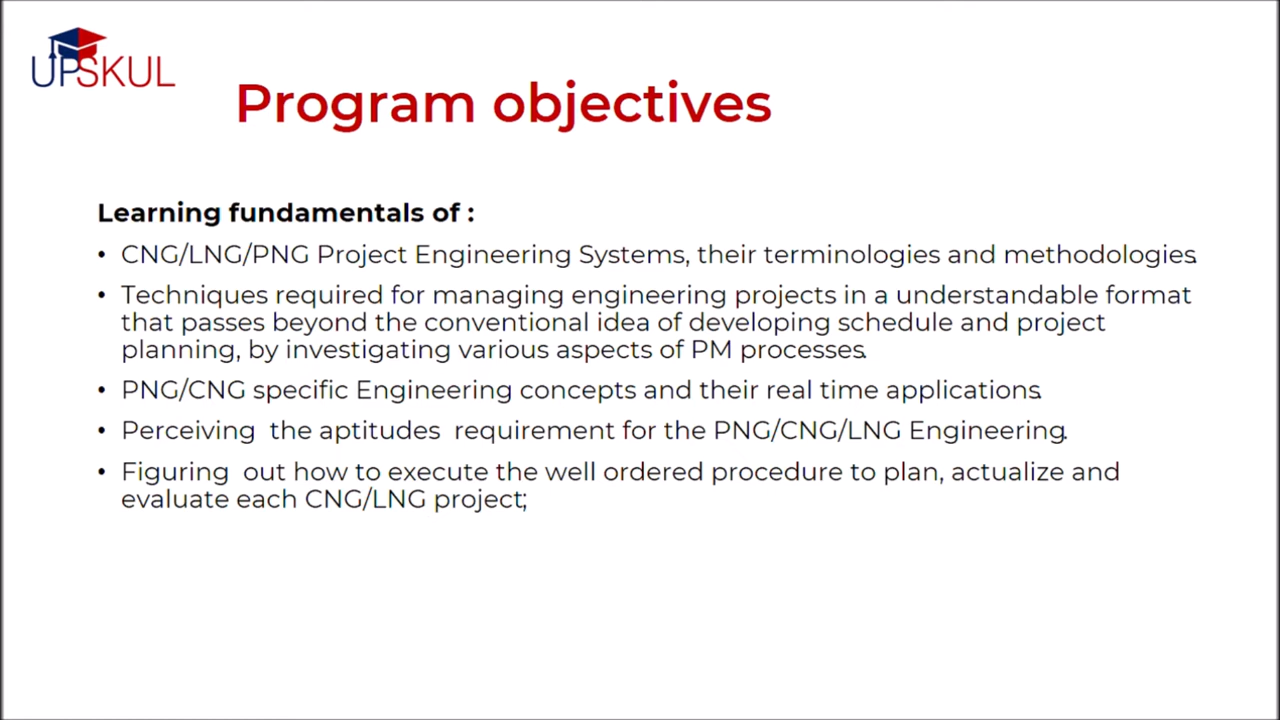 UPSKUL
Program objectives
Learning fundamentals of :
• CNG/LNG/PNG Project Engineering Systems, their terminologies and methodologies.
• Techniques required for managing engineering projects in a understandable format
that passes beyond the conventional idea of developing schedule and project
planning, by investigating various aspects of PM processes.
• PNG/CNG specific Engineering concepts and their real time applications.
• Perceiving  the aptitudes  requirement for the PNG/CNG/LNG Engineering.
• Figuring  out how to execute the well ordered procedure to plan, actualize and
evaluate each CNG/LNG project;